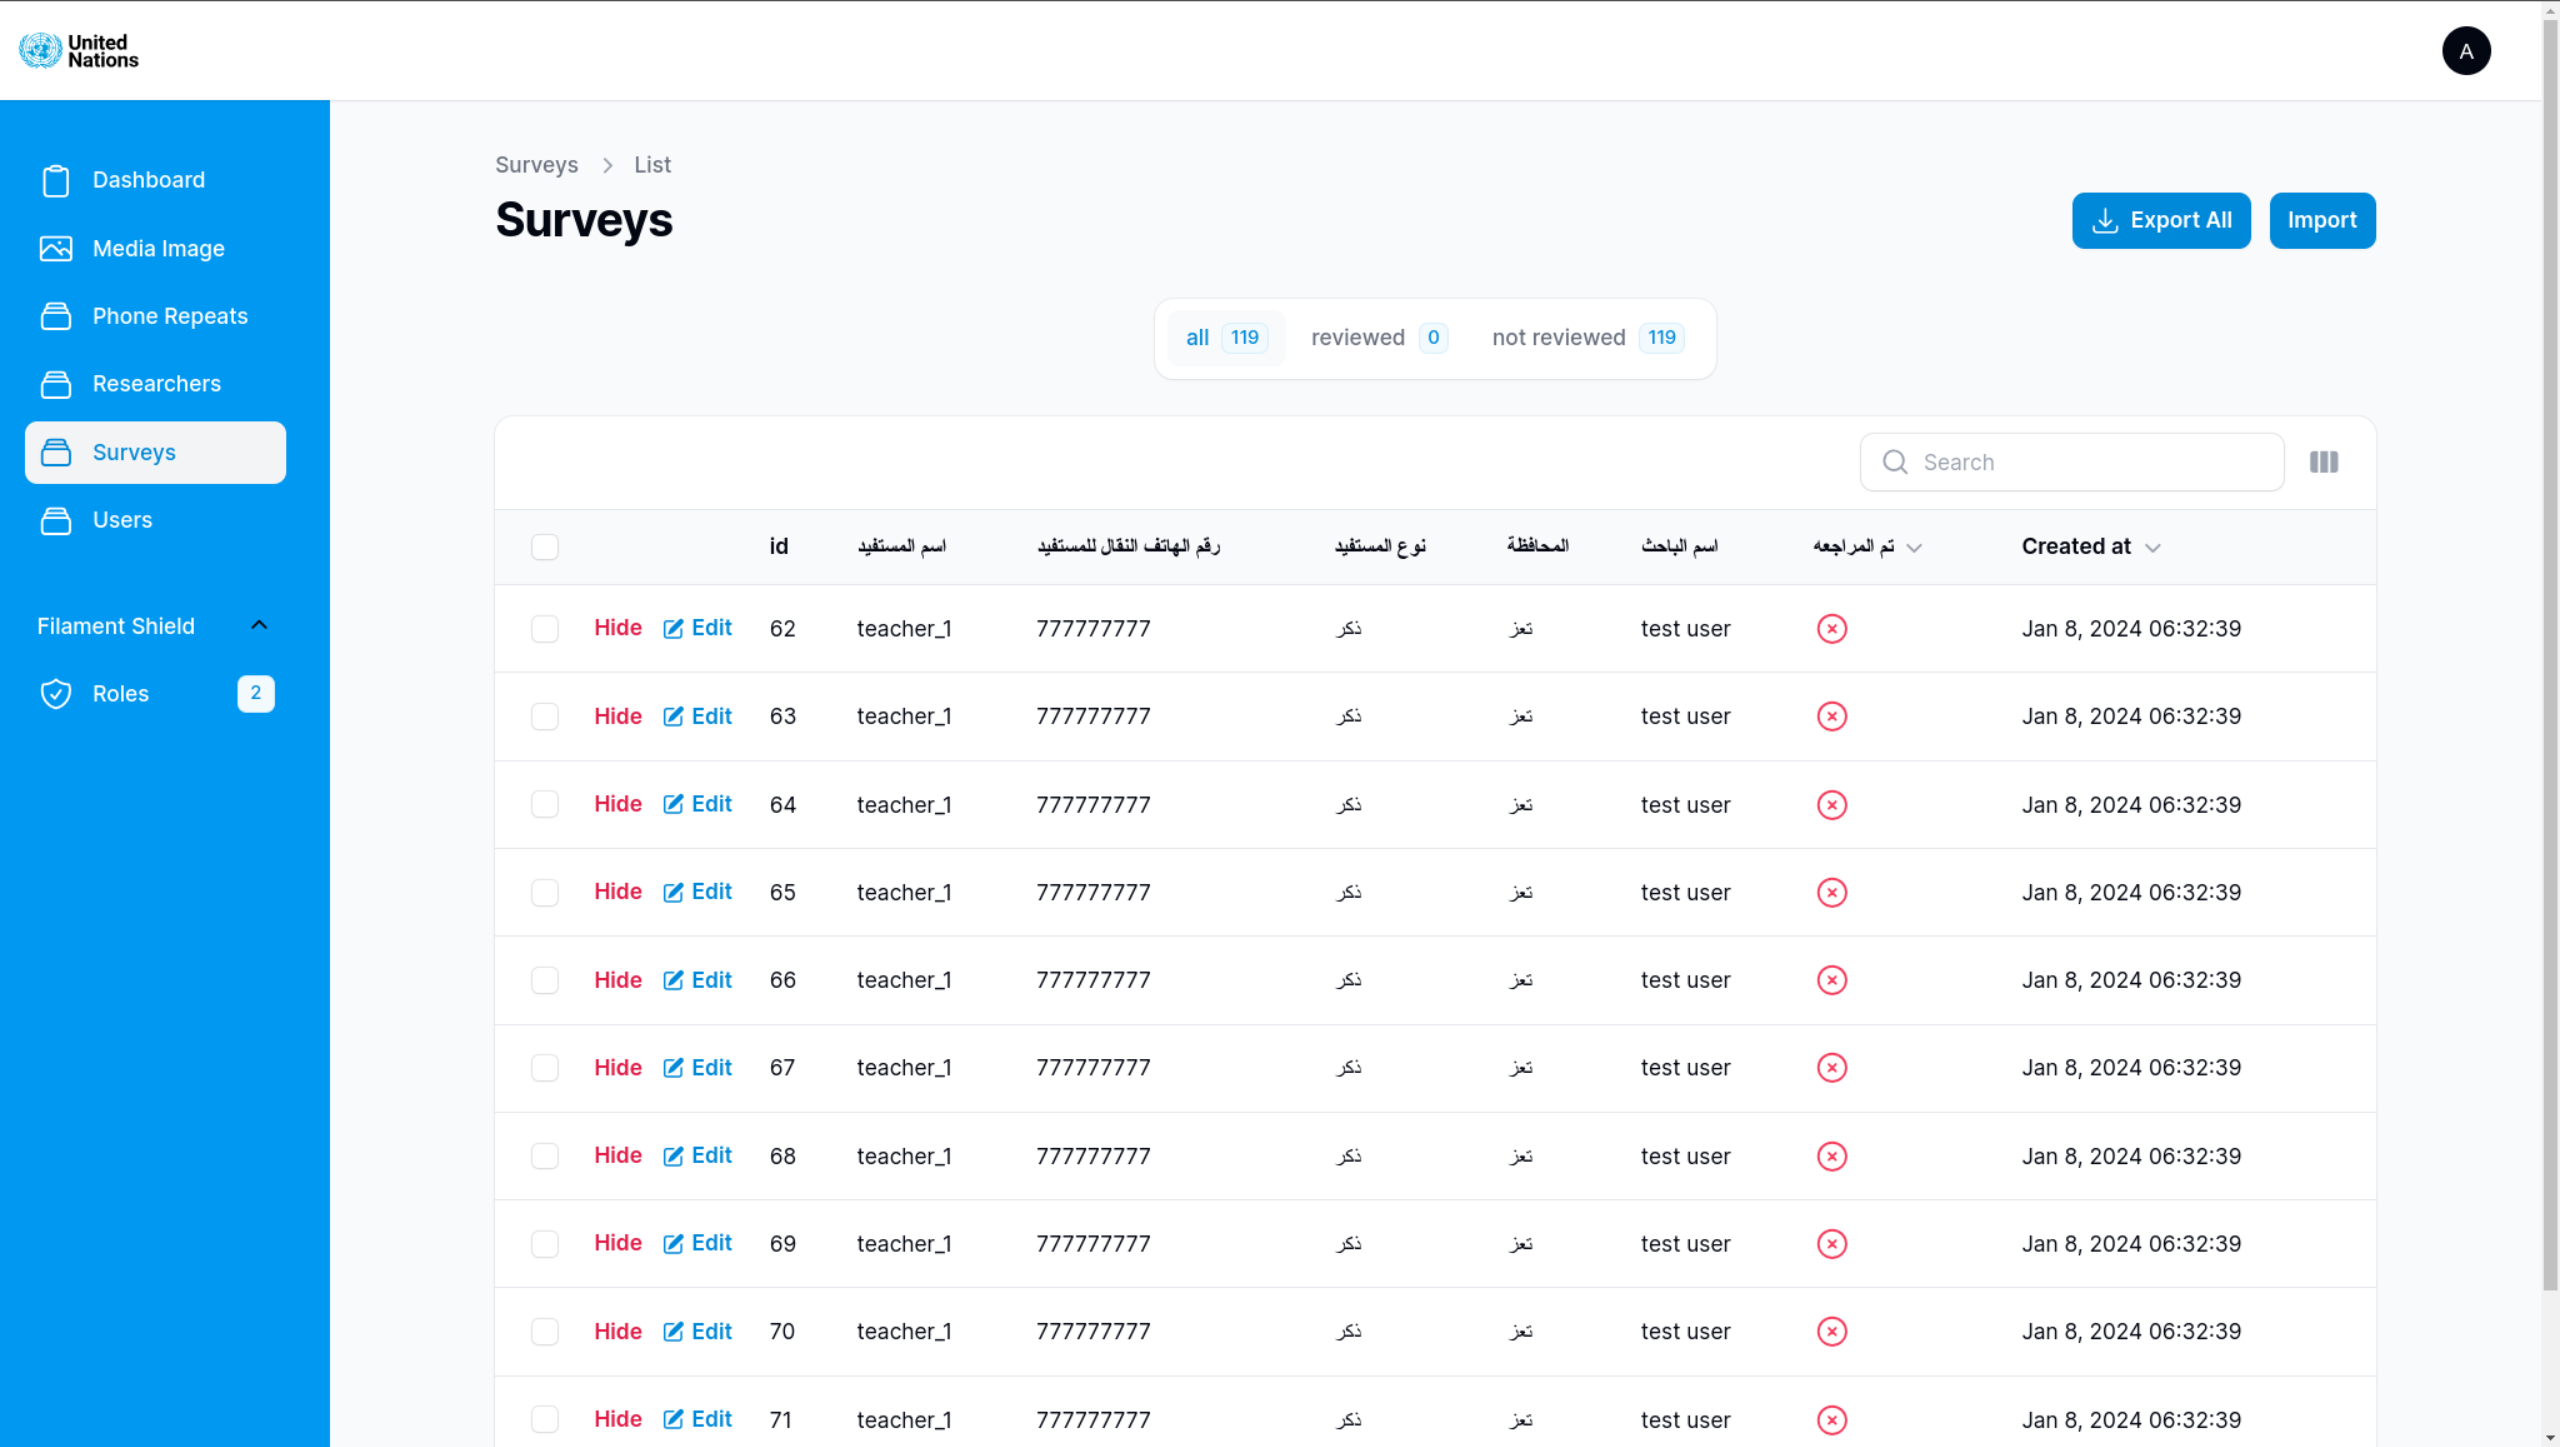 United
Nations
A
Dashboard
Media Image
Phone Repeats
Researchers
Surveys
Users
Filament Shield
Roles 2
Surveys > List
Surveys
Export All Import
all 119 reviewed 0 not reviewed 119
Search
id اسم المستفيد رقم الهاتف النقال للمستفيد نوع المستفيد المحافظة اسم الباحث تم المراجعه Created at
Hide Edit 62 teacher_1 777777777 ذكر تعز test user Jan 8, 2024 06:32:39
Hide Edit 63 teacher_1 777777777 ذكر تعز test user Jan 8, 2024 06:32:39
Hide Edit 64 teacher_1 777777777 ذكر تعز test user Jan 8, 2024 06:32:39
Hide Edit 65 teacher_1 777777777 ذكر تعز test user Jan 8, 2024 06:32:39
Hide Edit 66 teacher_1 777777777 ذكر تعز test user Jan 8, 2024 06:32:39
Hide Edit 67 teacher_1 777777777 ذكر تعز test user Jan 8, 2024 06:32:39
Hide Edit 68 teacher_1 777777777 ذكر تعز test user Jan 8, 2024 06:32:39
Hide Edit 69 teacher_1 777777777 ذكر تعز test user Jan 8, 2024 06:32:39
Hide Edit 70 teacher_1 777777777 ذكر تعز test user Jan 8, 2024 06:32:39
Hide Edit 71 teacher_1 777777777 ذكر تعز test user Jan 8, 2024 06:32:39